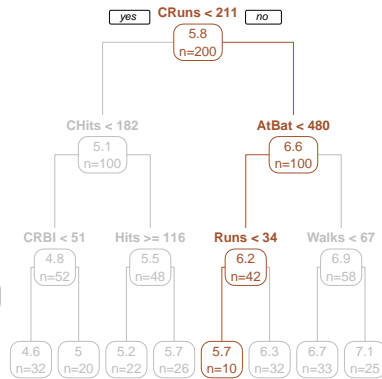 CRuns < 211
yes
no
5.8
n=200
CHits < 182
AtBat < 480
5.1
n=100
6.6
n=100
CRBI < 51
Hits >= 116
Runs < 34
Walks < 67
4.8
n=52
5.5
n=48
6.2
n=42
6.9
n=58
4.6
n=32
5
n=20
5.2
n=22
5.7
n=26
5.7
n=10
6.3
n=32
6.7
n=33
7.1
n=25